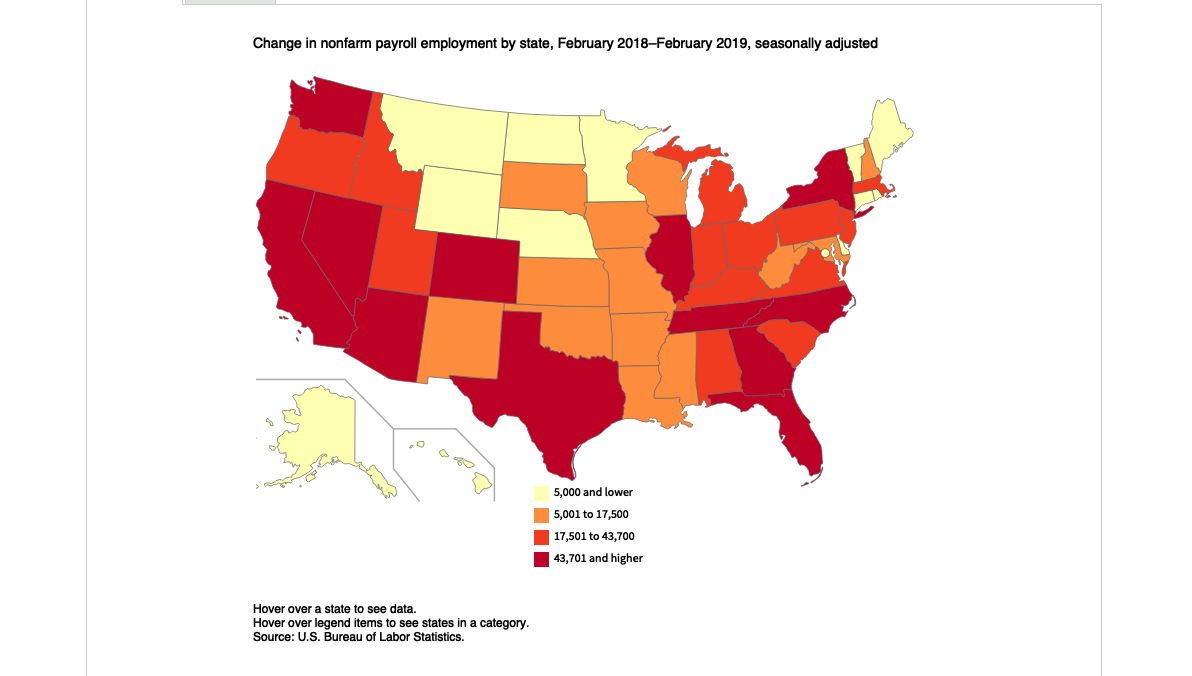 Change in nonfarm payroll employment by state, February 2018–February 2019, seasonally adjusted
5,000 and lower
5,001 to 17,500
17,501 to 43,700
43,701 and higher
Hover over a state to see data.
Hover over legend items to see states in a category.
Source: U.S. Bureau of Labor Statistics.